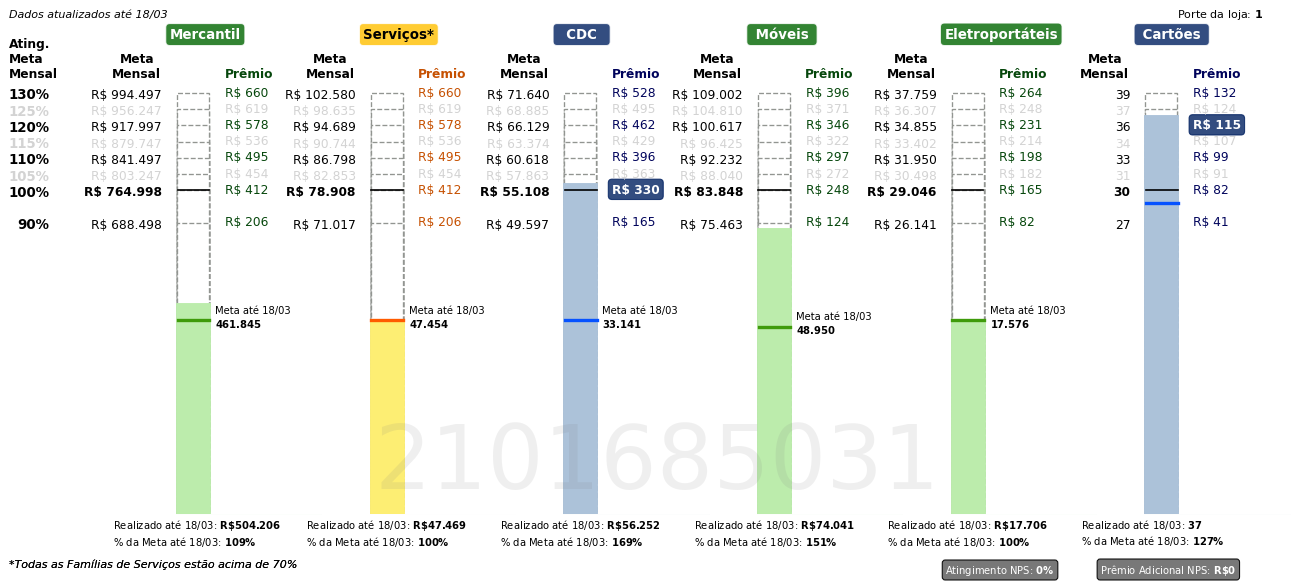 Dados atualizados até 18/03
Porte da loja: 1
Mercantil Serviços* CDC Móveis Eletroportáteis Cartões
Ating. Meta Mensal
Meta Mensal Prêmio Meta Mensal Prêmio Meta Mensal Prêmio Meta Mensal Prêmio Meta Mensal Prêmio Meta Mensal Prêmio
130% R$ 994.497 R$ 660 R$ 102.580 R$ 660 R$ 71.640 R$ 528 R$ 109.002 R$ 396 R$ 37.759 R$ 264 39 R$ 132
125% R$ 956.247 R$ 619 R$ 98.635 R$ 619 R$ 68.885 R$ 495 R$ 104.810 R$ 371 R$ 36.307 R$ 248 37 R$ 124
120% R$ 917.997 R$ 578 R$ 94.689 R$ 578 R$ 66.129 R$ 462 R$ 100.617 R$ 346 R$ 34.855 R$ 231 36 R$ 115
115% R$ 879.747 R$ 536 R$ 90.744 R$ 536 R$ 63.374 R$ 429 R$ 96.425 R$ 322 R$ 33.402 R$ 214 34 R$ 107
110% R$ 841.497 R$ 495 R$ 86.798 R$ 495 R$ 60.618 R$ 396 R$ 92.232 R$ 297 R$ 31.950 R$ 198 33 R$ 99
105% R$ 803.247 R$ 454 R$ 82.853 R$ 454 R$ 57.863 R$ 363 R$ 88.040 R$ 272 R$ 30.498 R$ 182 31 R$ 91
100% R$ 764.998 R$ 412 R$ 78.908 R$ 412 R$ 55.108 R$ 330 R$ 83.848 R$ 248 R$ 29.046 R$ 165 30 R$ 82
90% R$ 688.498 R$ 206 R$ 71.017 R$ 206 R$ 49.597 R$ 165 R$ 75.463 R$ 124 R$ 26.141 R$ 82 27 R$ 41
Meta até 18/03 Meta até 18/03 Meta até 18/03 Meta até 18/03 Meta até 18/03
461.845 47.454 33.141 48.950 17.576
2101685031
Realizado até 18/03: R$504.206 Realizado até 18/03: R$47.469 Realizado até 18/03: R$56.252 Realizado até 18/03: R$74.041 Realizado até 18/03: R$17.706 Realizado até 18/03: 37
% da Meta até 18/03: 109% % da Meta até 18/03: 100% % da Meta até 18/03: 169% % da Meta até 18/03: 151% % da Meta até 18/03: 100% % da Meta até 18/03: 127%
*Todas as Famílias de Serviços estão acima de 70%
Atingimento NPS: 0% Prêmio Adicional NPS: R$0